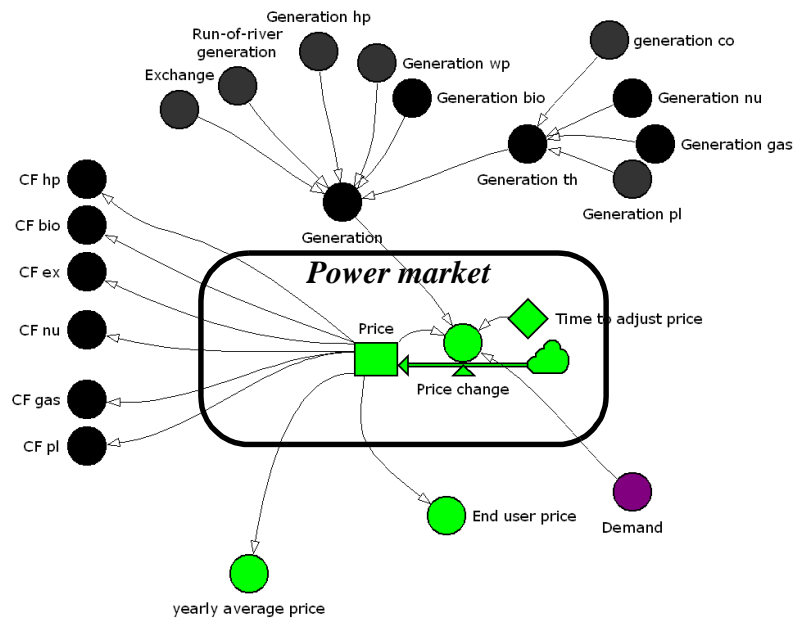 Generation hp
Run-of-river
generation
generation co
Exchange
Generation wp
Generation bio
Generation nu
Generation gas
Generation th
CF hp
Generation pl
CF bio
Generation
CF ex
Power market
CF nu
Price
Time to adjust price
Price change
CF gas
CF pl
End user price
Demand
yearly average price